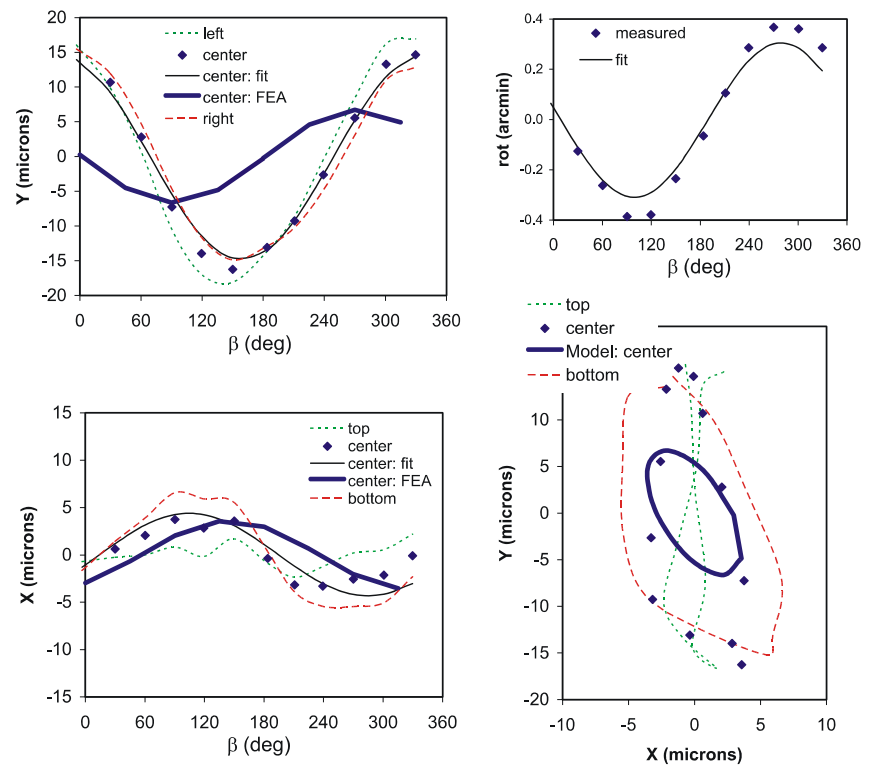 20
15
10
5
0
-5
-10
-15
-20
Y (microns)
left
center
center: fit
center: FEA
right
0 60 120 180 240 300 360
β (deg)
0.4
0.2
0.0
-0.2
-0.4
rot (arcmin)
measured
fit
0 60 120 180 240 300 360
β (deg)
15
10
5
0
-5
-10
-15
X (microns)
top
center
center: fit
center: FEA
bottom
0 60 120 180 240 300 360
β (deg)
top
center
Model: center
bottom
10
5
0
-5
-10
-15
-20
Y (microns)
-10 -5 0 5 10
X (microns)